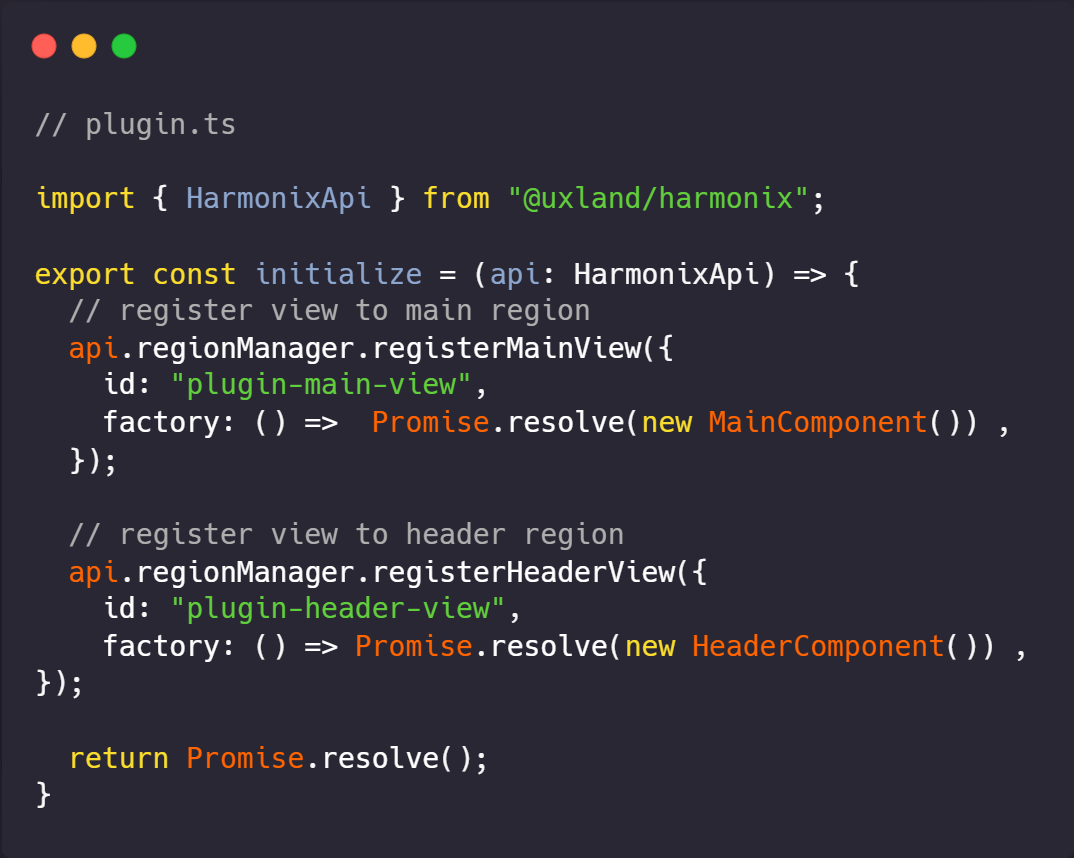 // plugin.ts

import { HarmonixApi } from "@uxland/harmonix";

export const initialize = (api: HarmonixApi) => {
  // register view to main region
  api.regionManager.registerMainView({
    id: "plugin-main-view",
    factory: () =>  Promise.resolve(new MainComponent()) ,
  });

  // register view to header region
  api.regionManager.registerHeaderView({
    id: "plugin-header-view",
    factory: () => Promise.resolve(new HeaderComponent()) ,
});

  return Promise.resolve();
}